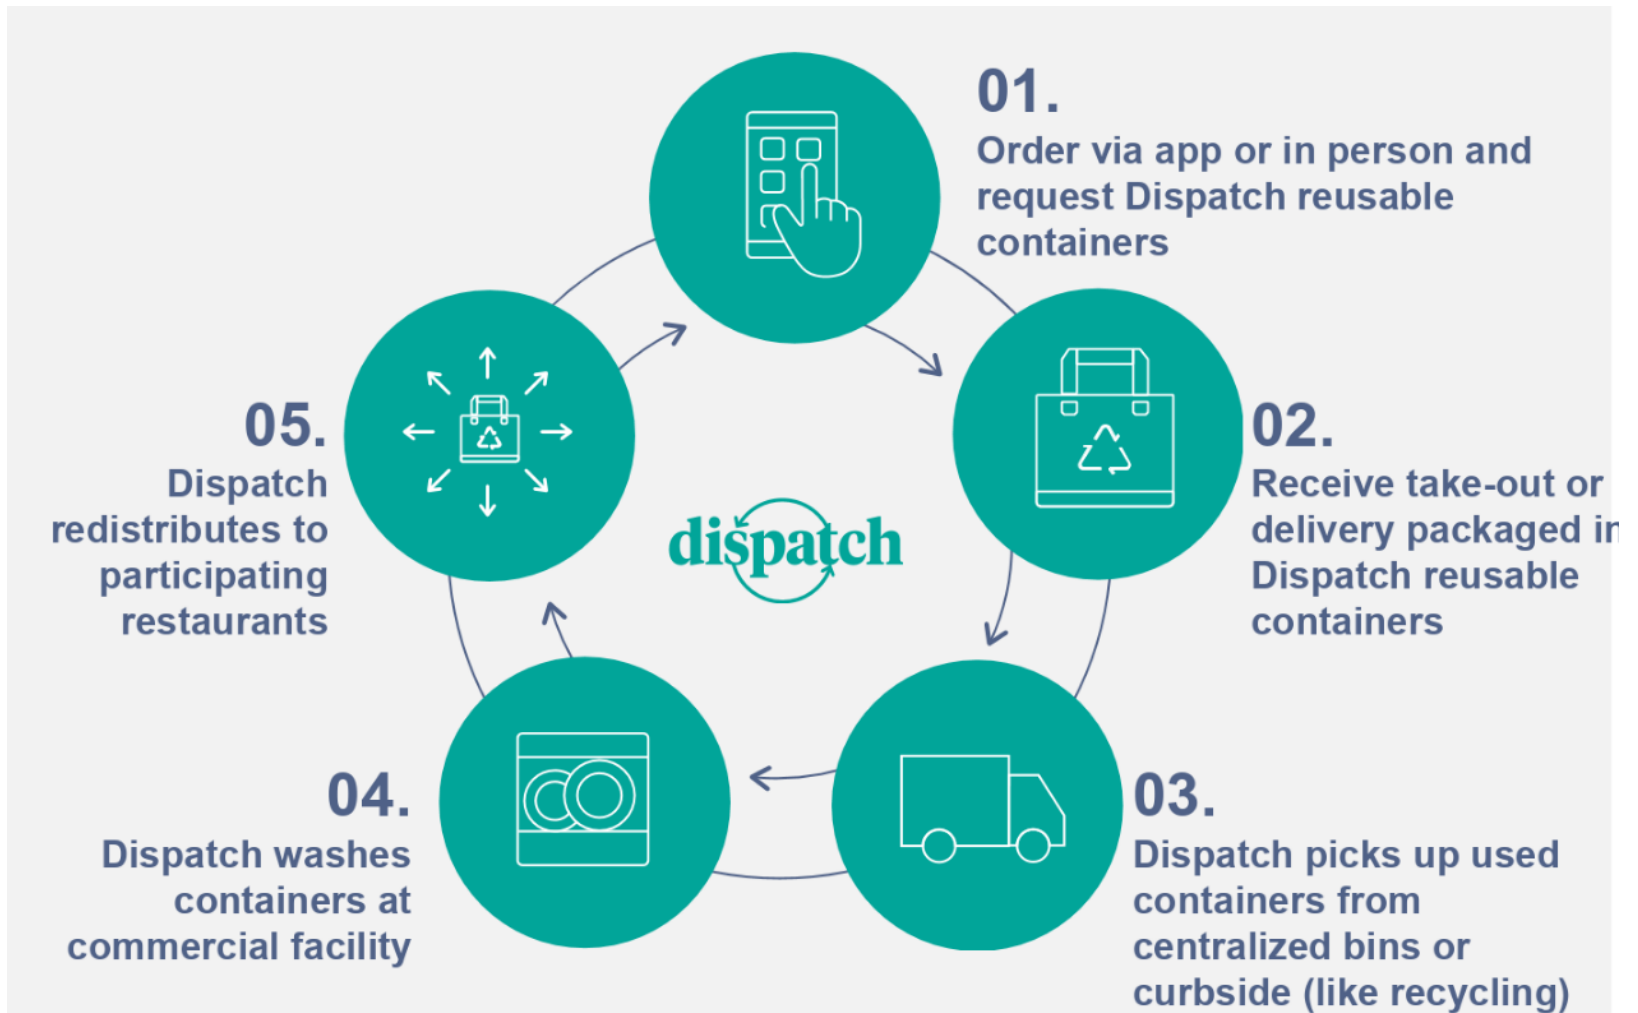 01.
Order via app or in person and
request Dispatch reusable
containers
02.
Receive take-out or
delivery packaged in
Dispatch reusable
containers
03.
Dispatch picks up used
containers from
centralized bins or
curbside (like recycling)
04.
Dispatch washes
containers at
commercial facility
05.
Dispatch
redistributes to
participating
restaurants
dispatch